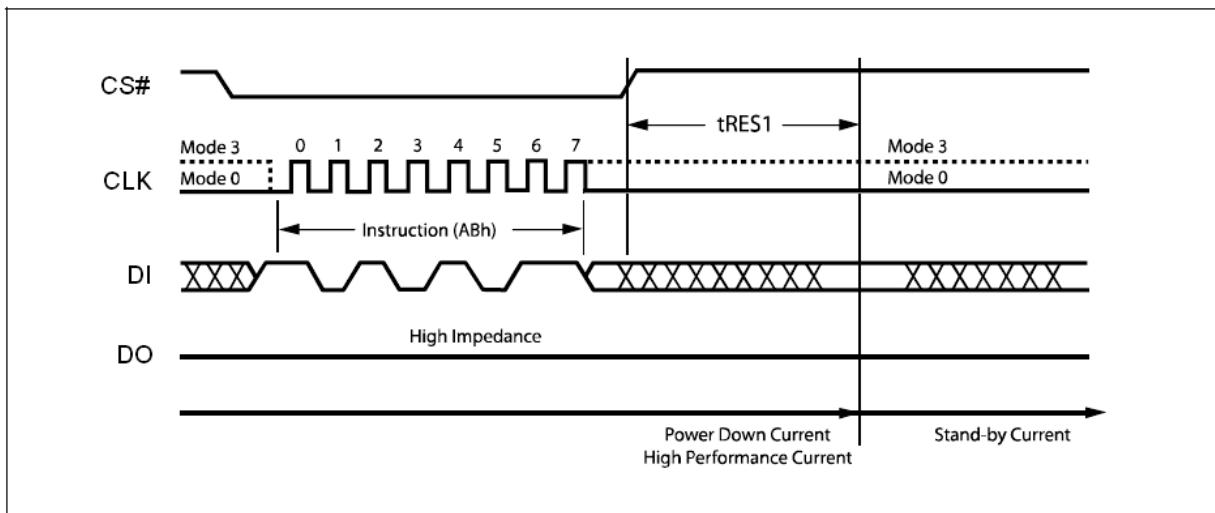 CS#
tRES1
Mode 3
0 1 2 3 4 5 6 7
Mode 3
CLK
Mode 0
Mode 0
Instruction (ABh)
DI
High Impedance
DO
Power Down Current
High Performance Current
Stand-by Current